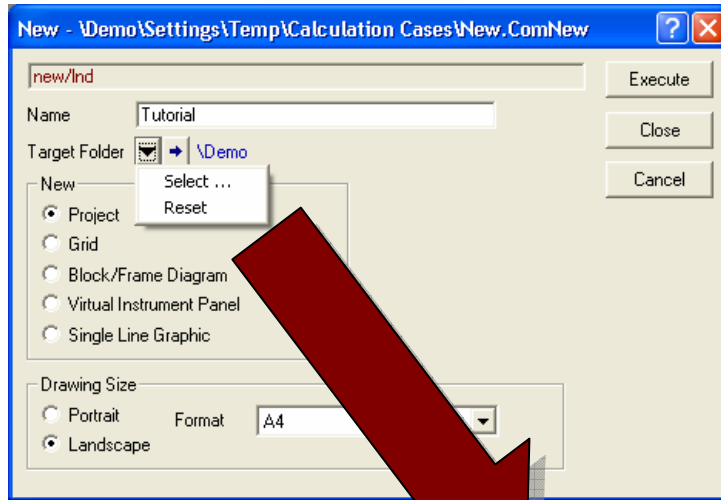 New - \Demo\Settings\Temp\Calculation Cases\New.ComNew
new/lnd
Execute
Name Tutorial
Close
Target Folder \Demo
Cancel
Select ...
Reset
New
Project
Grid
Block/Frame Diagram
Virtual Instrument Panel
Single Line Graphic
Drawing Size
Portrait
Format A4
Landscape